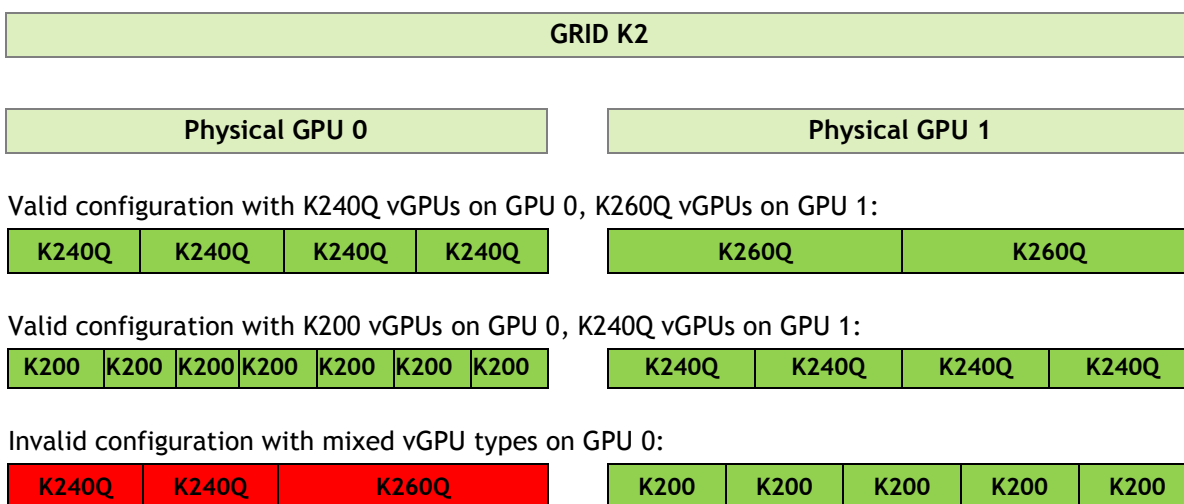 GRID K2
Physical GPU 0 Physical GPU 1
Valid configuration with K240Q vGPUs on GPU 0, K260Q vGPUs on GPU 1:
K240Q K240Q K240Q K240Q K260Q K260Q
Valid configuration with K200 vGPUs on GPU 0, K240Q vGPUs on GPU 1:
K200 K200 K200 K200 K200 K200 K200 K240Q K240Q K240Q K240Q
Invalid configuration with mixed vGPU types on GPU 0:
K240Q K240Q K260Q K200 K200 K200 K200 K200